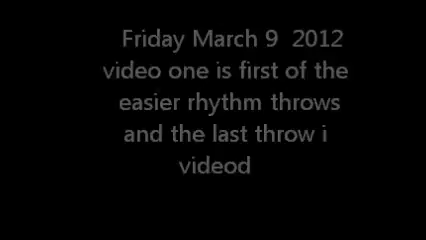 Friday March 9 2012
video one is first of the
easier rhythm throws
and the last throw i
videod